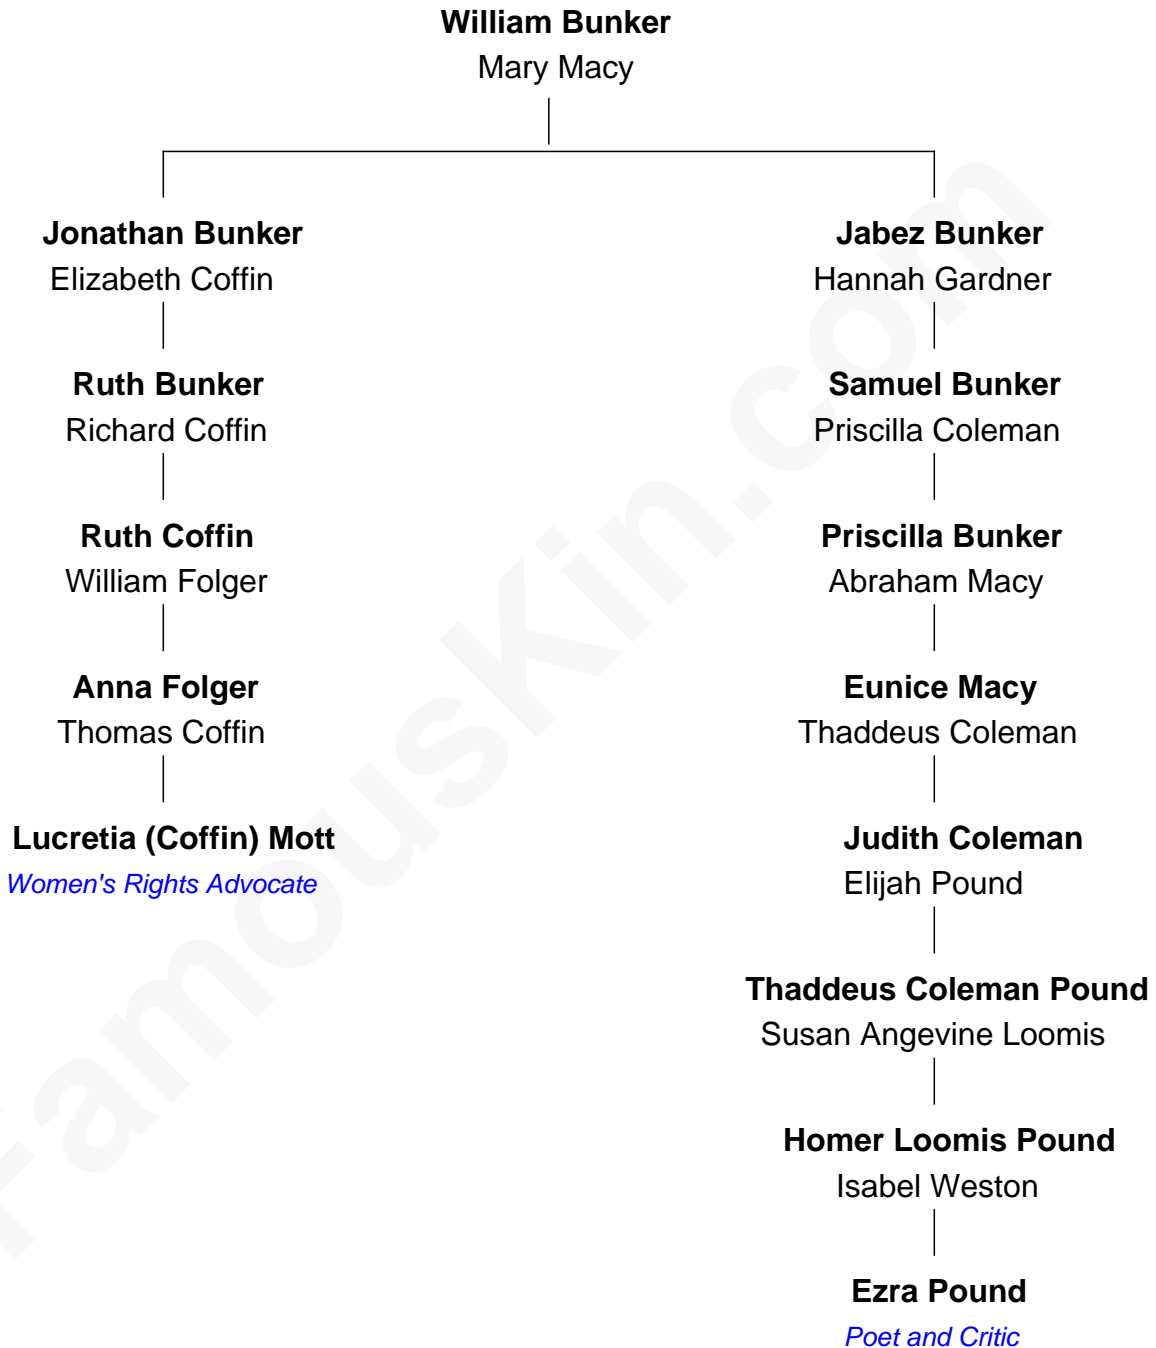 William Bunker
Mary Macy
Jonathan Bunker
Elizabeth Coffin
Jabez Bunker
Hannah Gardner
Ruth Bunker
Richard Coffin
Samuel Bunker
Priscilla Coleman
Ruth Coffin
William Folger
Priscilla Bunker
Abraham Macy
Anna Folger
Thomas Coffin
Eunice Macy
Thaddeus Coleman
Lucretia (Coffin) Mott
Women's Rights Advocate
Judith Coleman
Elijah Pound
Thaddeus Coleman Pound
Susan Angevine Loomis
Homer Loomis Pound
Isabel Weston
Ezra Pound
Poet and Critic
FamousKin.com